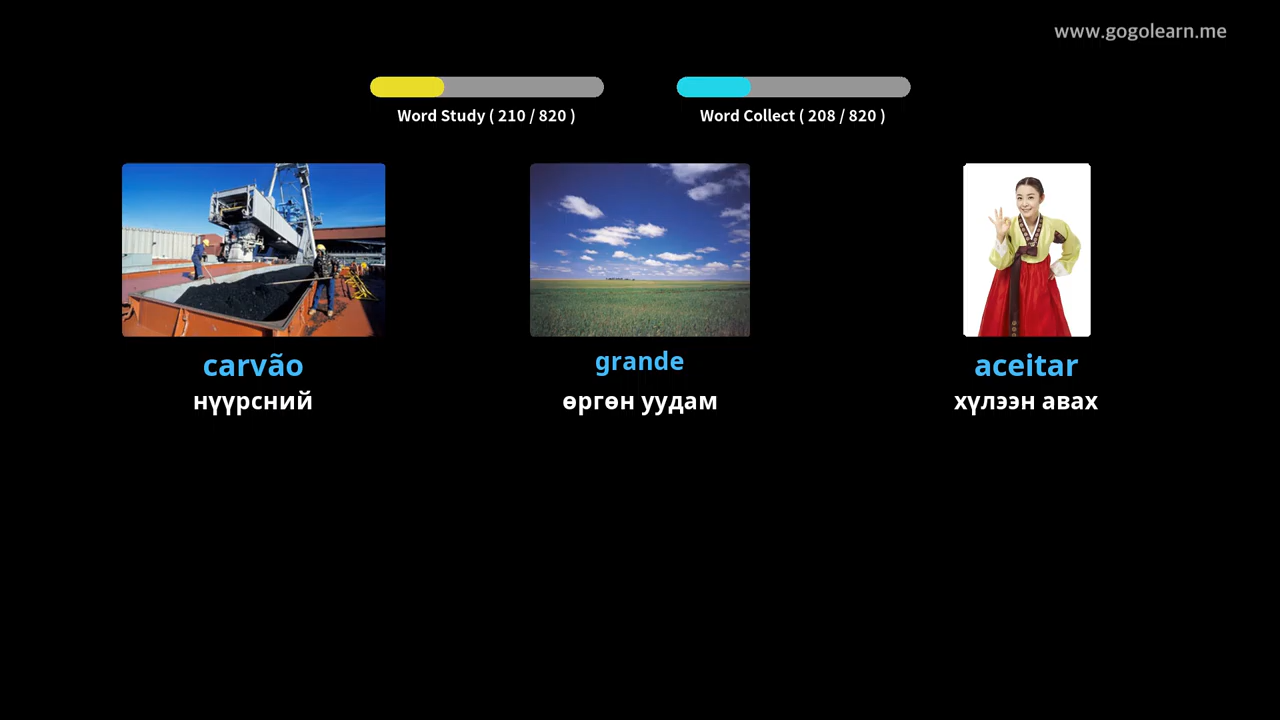 www.gogolearn.me
Word Study ( 210 / 820 )
Word Collect ( 208 / 820 )
carvão
нүүрсний
grande
өргөн уудам
aceitar
хүлээн авах